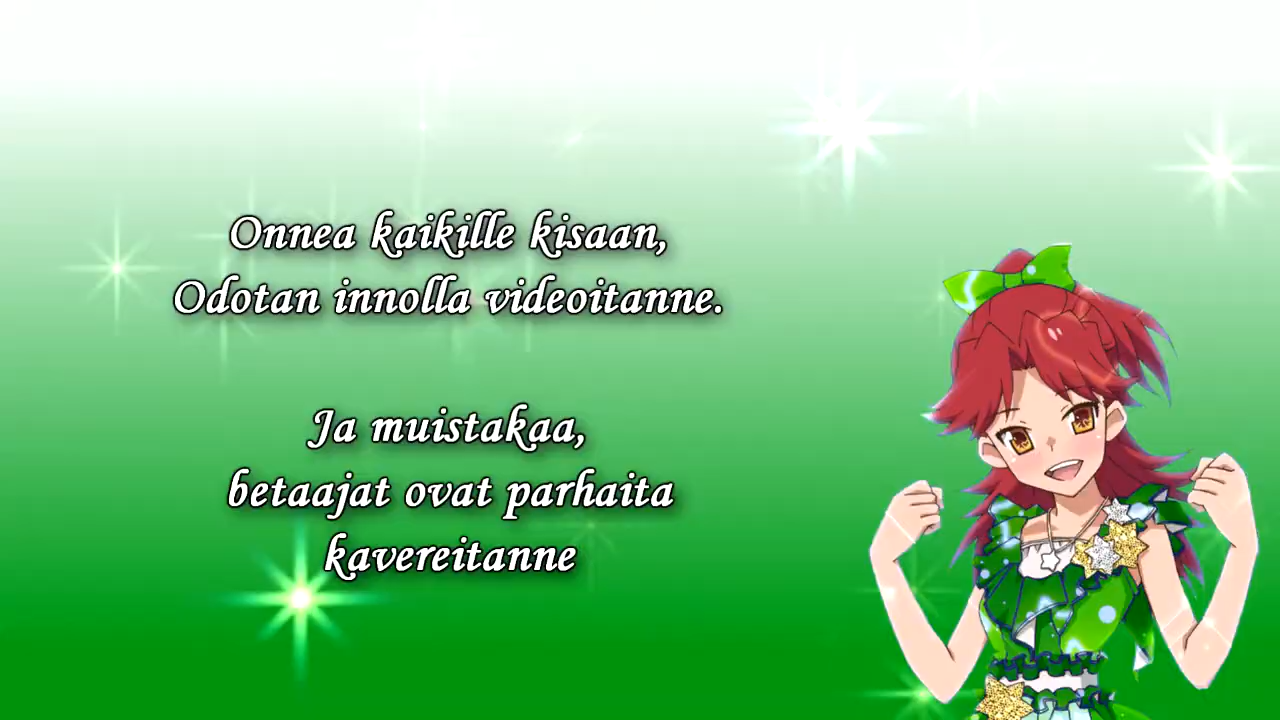 Onnea kaikille kisaan,
Odotan innolla videoitanne.
Ja muistakaa,
betaajat ovat parhaita
kavereitanne